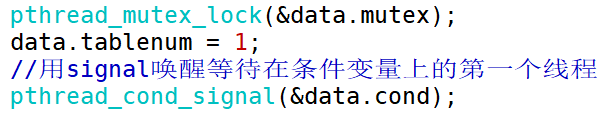 pthread_mutex_lock(&data.mutex);
data.tablenum = 1;
//用signal唤醒等待在条件变量上的第一个线程
pthread_cond_signal(&data.cond);